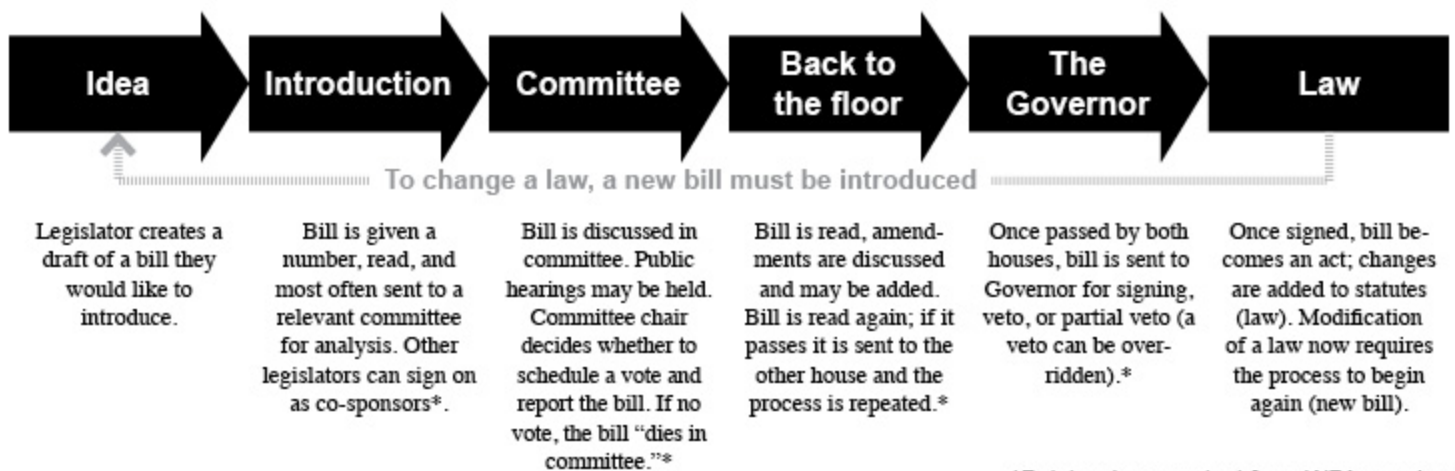 Idea
Introduction
Committee
Back to
the floor
The
Governor
Law
To change a law, a new bill must be introduced
Legislator creates a
draft of a bill they
would like to
introduce.
Bill is given a
number, read, and
most often sent to a
relevant committee
for analysis. Other
legislators can sign on
as co-sponsors*.
Bill is discussed in
committee. Public
hearings may be held.
Committee chair
decides whether to
schedule a vote and
report the bill. If no
vote, the bill “dies in
committee.”*
Bill is read, amend-
ments are discussed
and may be added.
Bill is read again; if it
passes it is sent to the
other house and the
process is repeated.*
Once passed by both
houses, bill is sent to
Governor for signing,
veto, or partial veto (a
veto can be over-
ridden).*
Once signed, bill be-
comes an act; changes
are added to statutes
(law). Modification
of a law now requires
the process to begin
again (new bill).